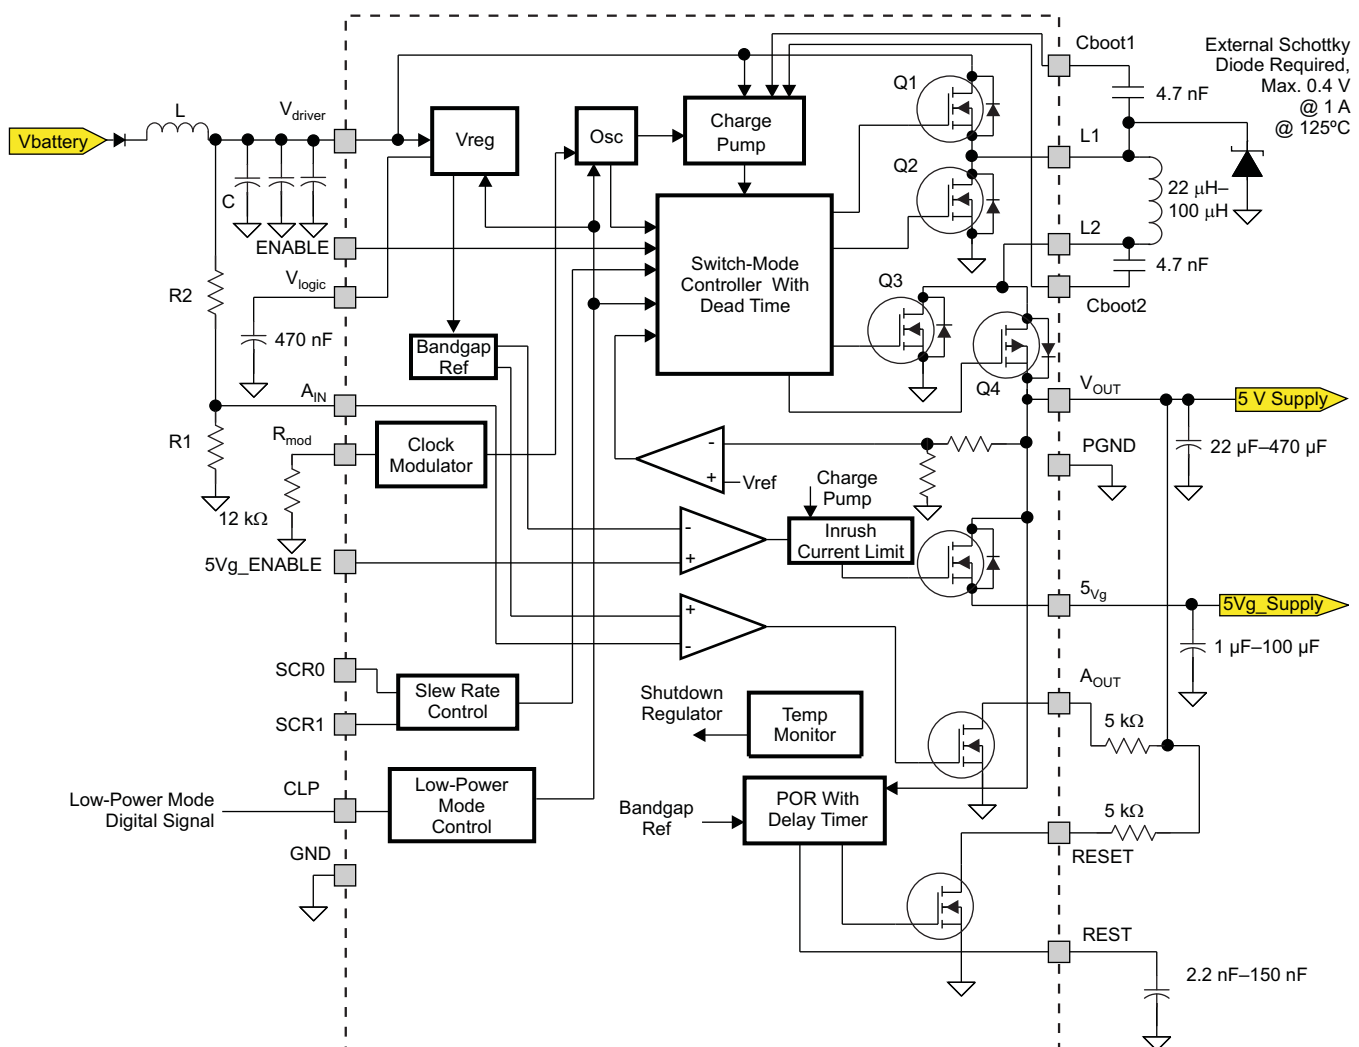 Cboot1
External Schottky
Diode Required,
Max. 0.4 V
@ 1 A
@ 125ºC
4.7 nF
L
Vdriver
Vbattery
Vreg
Osc
Charge
Pump
Q1
L1
C
Q2
22 μH–
100 μH
ENABLE
L2
Switch-Mode
Controller With
Dead Time
4.7 nF
Vlogic
R2
Q3
Cboot2
470 nF
Bandgap
Ref
Q4
AIN
VOUT
5 V Supply
R1
Rmod
Clock
Modulator
-
+
Vref
PGND
22 µF–470 µF
12 kΩ
Charge
Pump
-
+
Inrush
Current Limit
5Vg_ENABLE
5Vg
5Vg_Supply
+
-
1 µF–100 µF
SCR0
Slew Rate
Control
SCR1
Shutdown
Regulator
Temp
Monitor
AOUT
5 kΩ
CLP
Low-Power Mode
Digital Signal
Low-Power
Mode
Control
Bandgap
Ref
POR With
Delay Timer
5 kΩ
RESET
GND
REST
2.2 nF–150 nF